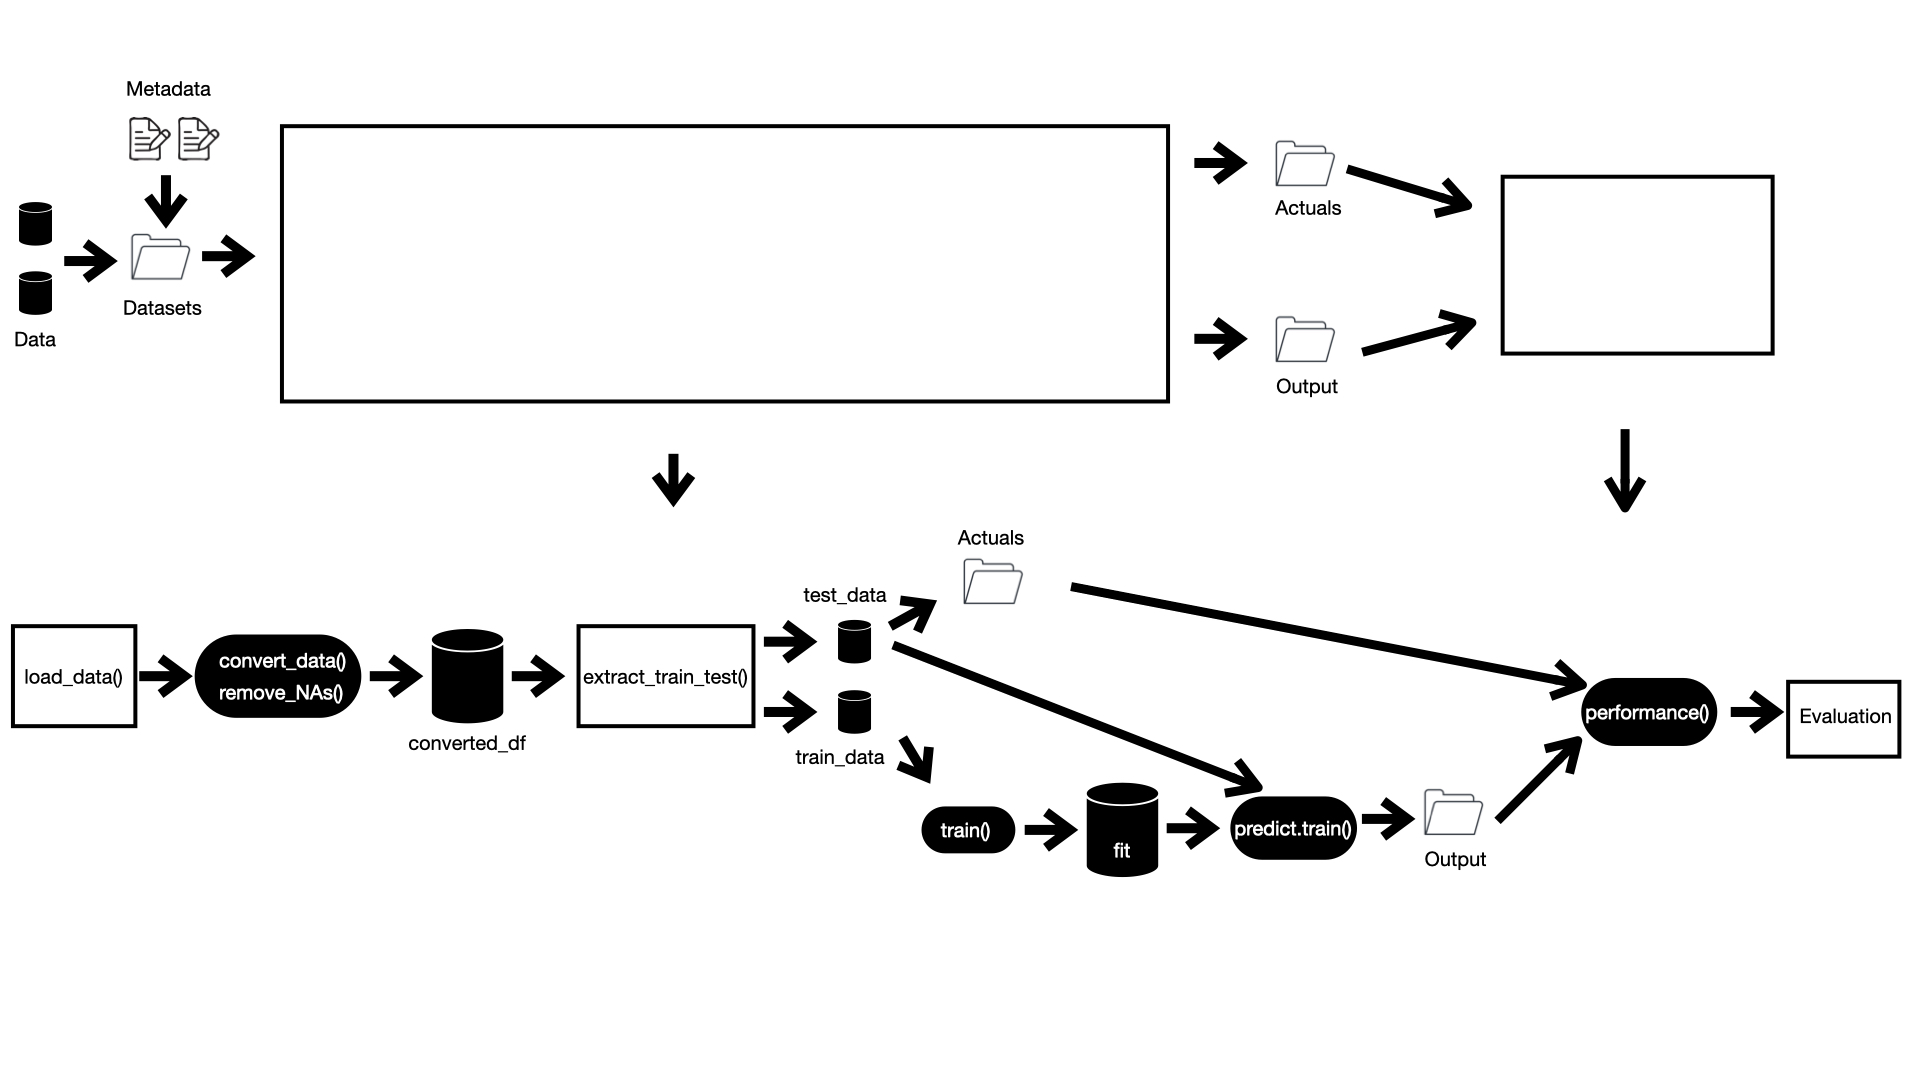 Metadata
Data
Datasets
Actuals
Output
load_data()
convert_data()
remove_NAs()
converted_df
extract_train_test()
test_data
train_data
Actuals
train()
fit
predict.train()
Output
performance()
Evaluation